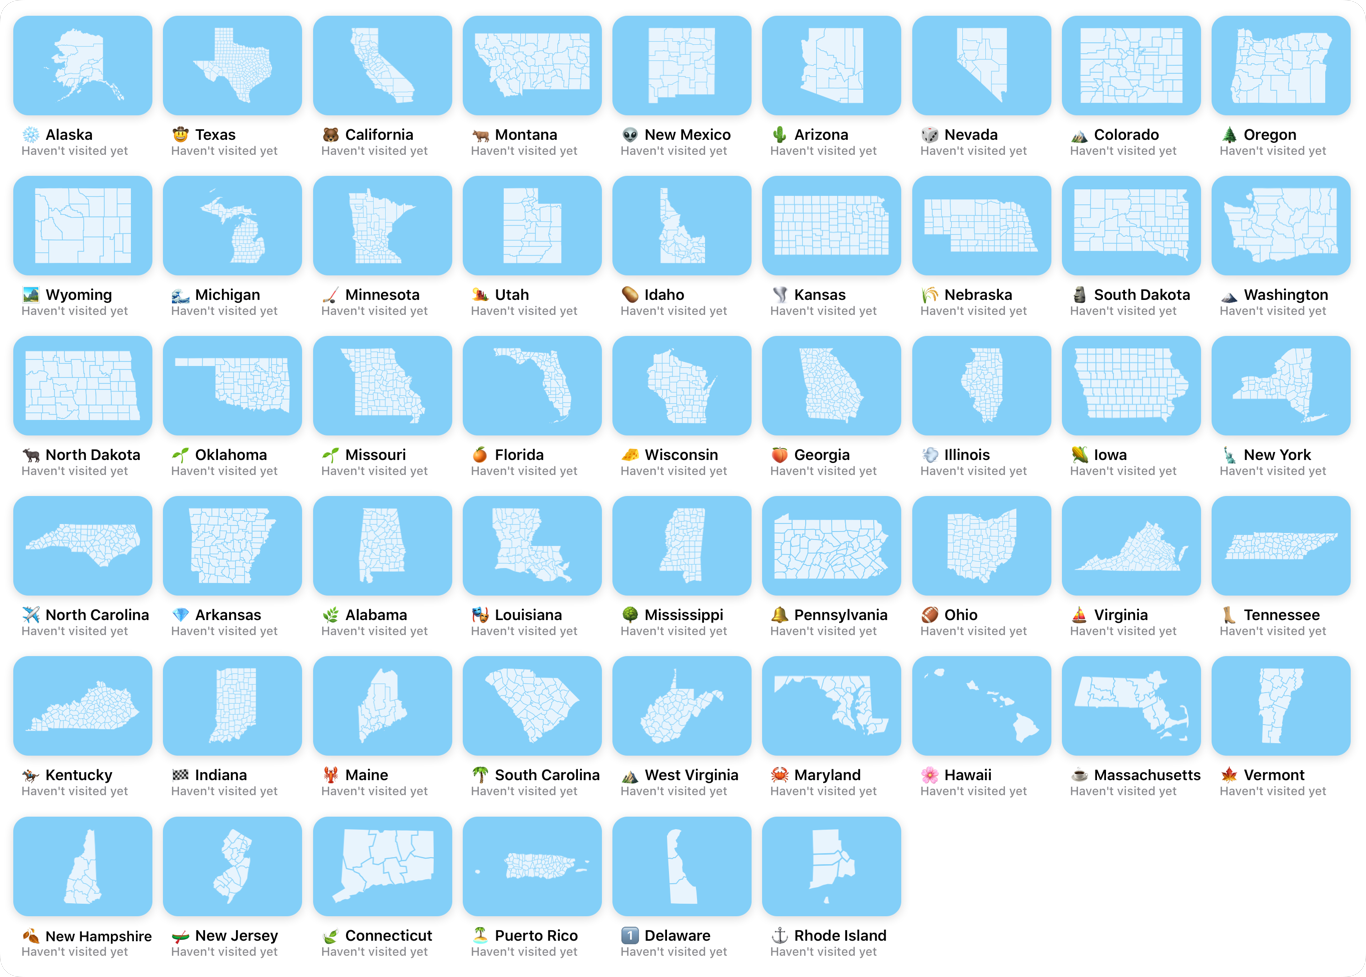 Alaska
Haven't visited yet
Texas
Haven't visited yet
California
Haven't visited yet
Montana
Haven't visited yet
New Mexico
Haven't visited yet
Arizona
Haven't visited yet
Nevada
Haven't visited yet
Colorado
Haven't visited yet
Oregon
Haven't visited yet
Wyoming
Haven't visited yet
Michigan
Haven't visited yet
Minnesota
Haven't visited yet
Utah
Haven't visited yet
Idaho
Haven't visited yet
Kansas
Haven't visited yet
Nebraska
Haven't visited yet
South Dakota
Haven't visited yet
Washington
Haven't visited yet
North Dakota
Haven't visited yet
Oklahoma
Haven't visited yet
Missouri
Haven't visited yet
Florida
Haven't visited yet
Wisconsin
Haven't visited yet
Georgia
Haven't visited yet
Illinois
Haven't visited yet
Iowa
Haven't visited yet
New York
Haven't visited yet
North Carolina
Haven't visited yet
Arkansas
Haven't visited yet
Alabama
Haven't visited yet
Louisiana
Haven't visited yet
Mississippi
Haven't visited yet
Pennsylvania
Haven't visited yet
Ohio
Haven't visited yet
Virginia
Haven't visited yet
Tennessee
Haven't visited yet
Kentucky
Haven't visited yet
Indiana
Haven't visited yet
Maine
Haven't visited yet
South Carolina
Haven't visited yet
West Virginia
Haven't visited yet
Maryland
Haven't visited yet
Hawaii
Haven't visited yet
Massachusetts
Haven't visited yet
Vermont
Haven't visited yet
New Hampshire
Haven't visited yet
New Jersey
Haven't visited yet
Connecticut
Haven't visited yet
Puerto Rico
Haven't visited yet
1 Delaware
Haven't visited yet
Rhode Island
Haven't visited yet